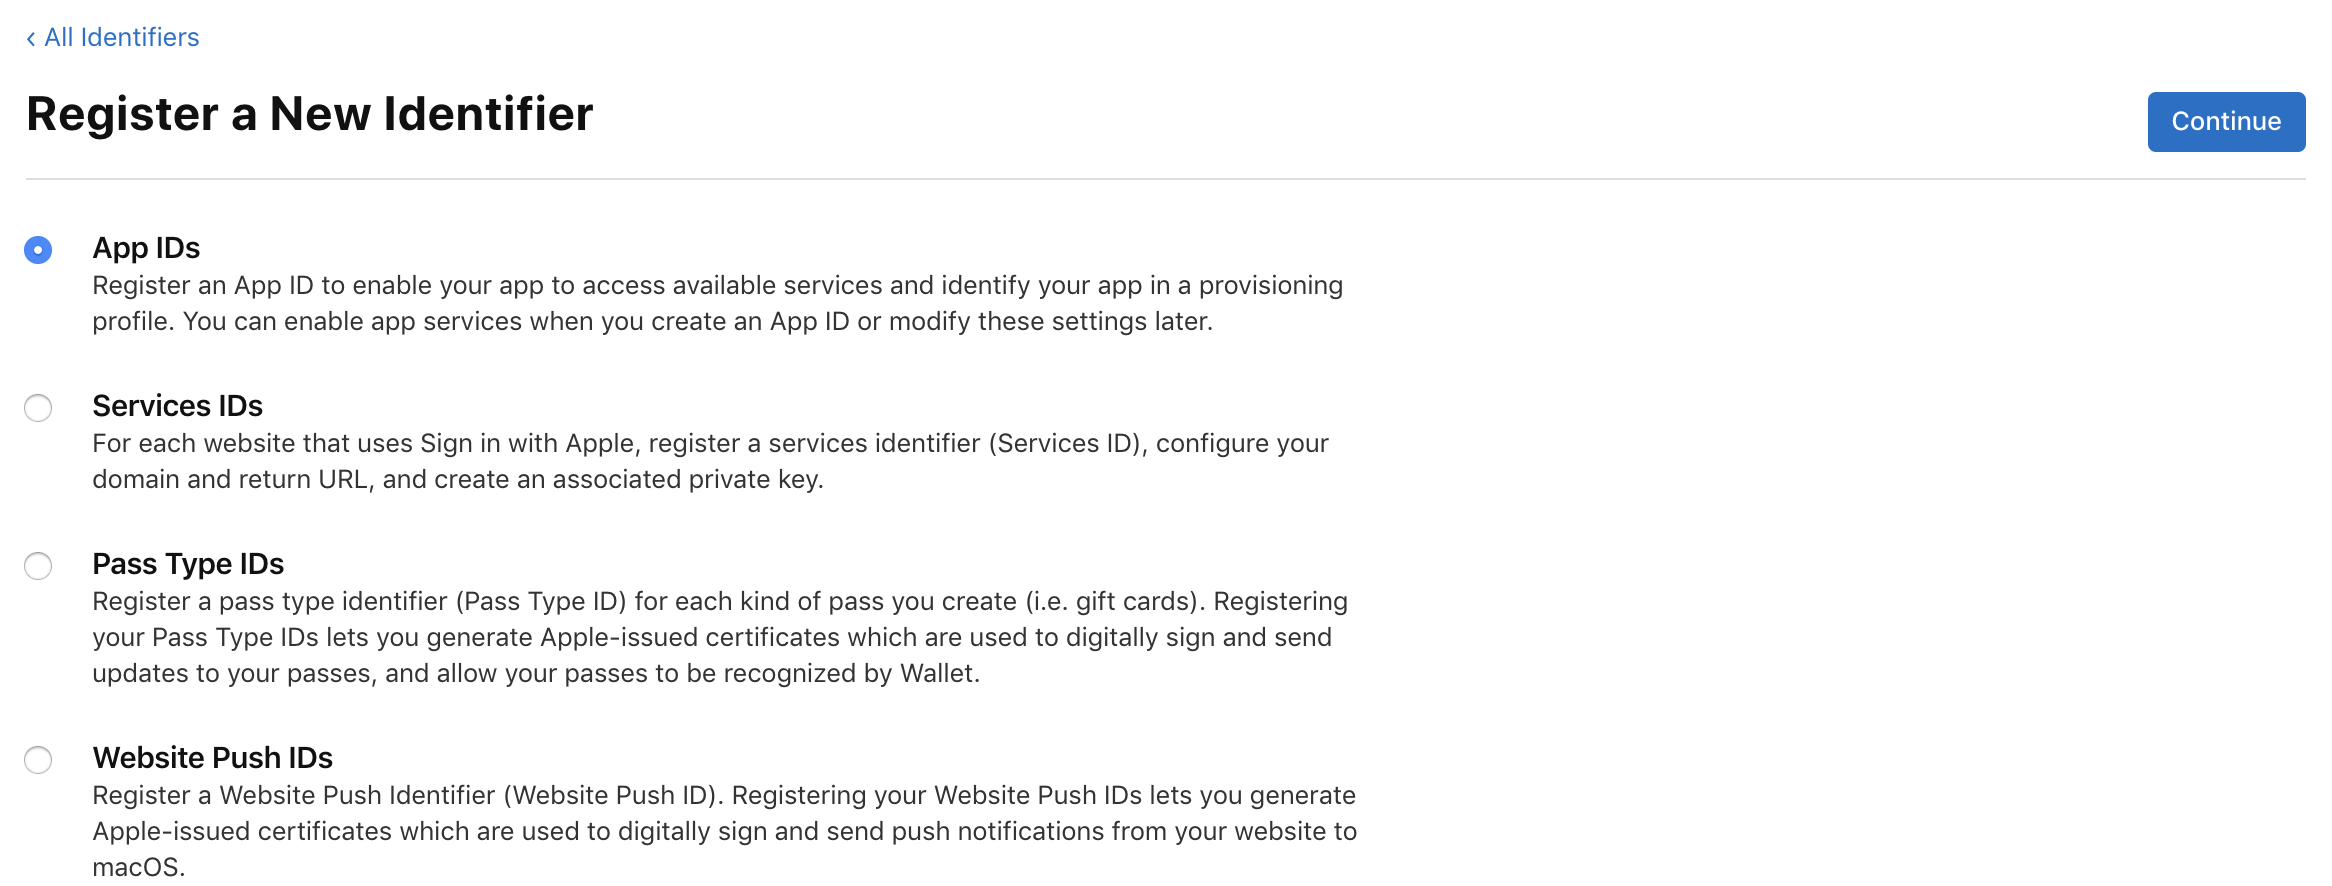 ‹ All Identifiers
Register a New Identifier
Continue
App IDs
Register an App ID to enable your app to access available services and identify your app in a provisioning
profile. You can enable app services when you create an App ID or modify these settings later.
Services IDs
For each website that uses Sign in with Apple, register a services identifier (Services ID), configure your
domain and return URL, and create an associated private key.
Pass Type IDs
Register a pass type identifier (Pass Type ID) for each kind of pass you create (i.e. gift cards). Registering
your Pass Type IDs lets you generate Apple-issued certificates which are used to digitally sign and send
updates to your passes, and allow your passes to be recognized by Wallet.
Website Push IDs
Register a Website Push Identifier (Website Push ID). Registering your Website Push IDs lets you generate
Apple-issued certificates which are used to digitally sign and send push notifications from your website to
macOS.